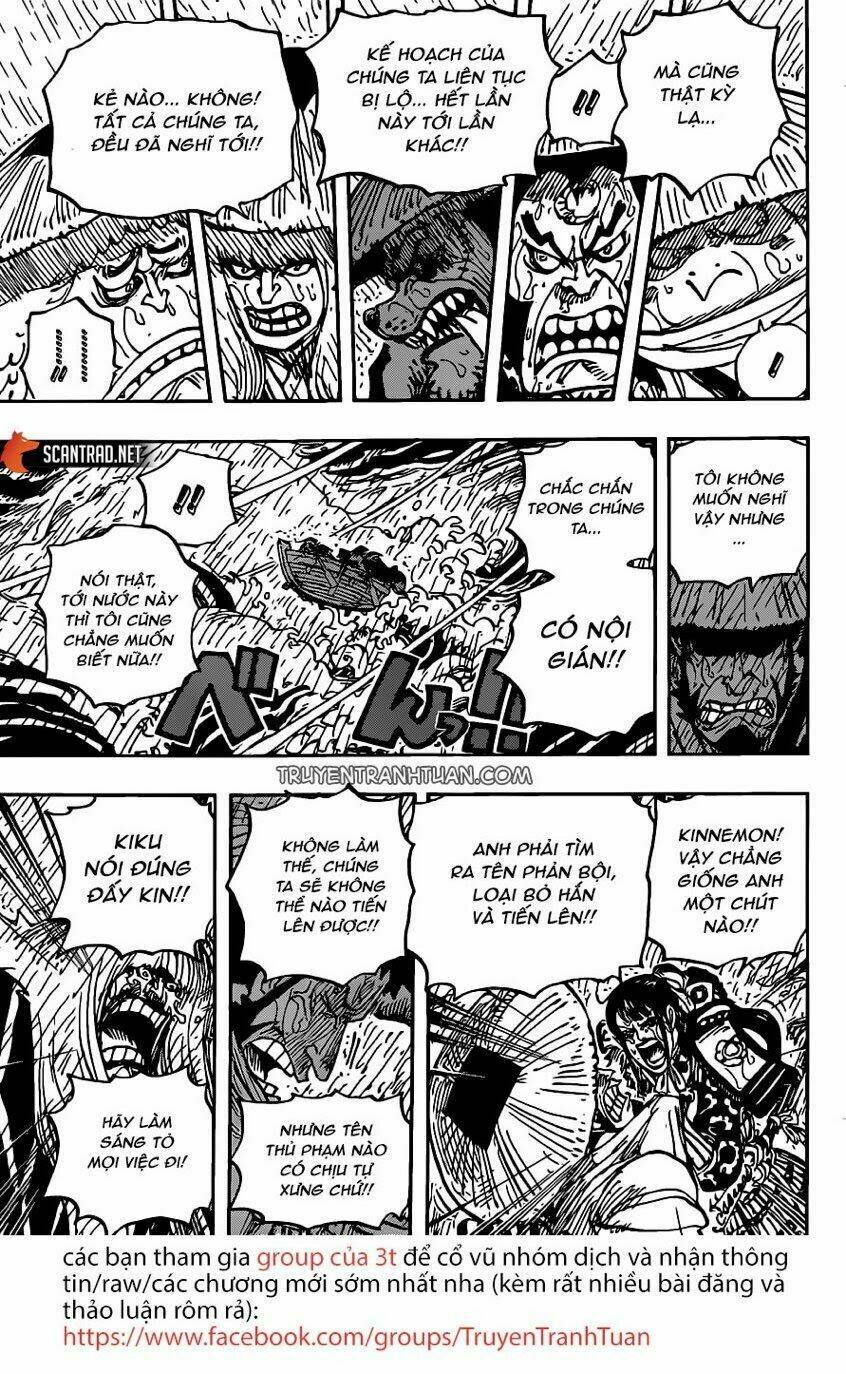 MÀ CŨNG
THẬT KỲ
LẠ...
!!
KẾ HOẠCH CỦA
CHÚNG TA LIÊN TỤC
BỊ LỘ... HẾT LẦN
NÀY TỚI LẦN
KHÁC!!
KẺ NÀO... KHÔNG!
TẤT CẢ CHÚNG TA,
ĐỀU ĐÃ NGHĨ TỚI!!
!
!!
TÔI KHÔNG
MUỐN NGHĨ
VẬY NHƯNG
...
CHẮC CHẮN
TRONG CHÚNG
TA...
CÓ NỘI
GIÁN!!
!!
NÓI THẬT,
TỚI NƯỚC NÀY
THÌ TÔI CŨNG
CHẲNG MUỐN
BIẾT NỮA!!
べーんっ!!
SCANTRAD.NET
TRUYENTRANHTUAN.COM
KINNEMON!
VẬY CHẲNG
GIỐNG ANH
MỘT CHÚT
NÀO!!
ANH PHẢI TÌM
RA TÊN PHẢN BỘI,
LOẠI BỎ HẮN
VÀ TIẾN LÊN!!
KHÔNG LÀM
THẾ, CHÚNG
TA SẼ KHÔNG
THỂ NÀO TIẾN
LÊN ĐƯỢC!!
NHƯNG TÊN
THỦ PHẠM NÀO
CÓ CHỊU TỰ
XƯNG CHỨ!!
KIKU
NÓI ĐÚNG
ĐẤY KIN!!
HÃY LÀM
SÁNG TỎ
MỌI VIỆC ĐI!
các bạn tham gia group của 3t để cổ vũ nhóm dịch và nhận thông
tin/raw/các chương mới sớm nhất nha (kèm rất nhiều bài đăng và
thảo luận rôm rả):
https://www.facebook.com/groups/TruyenTranhTuan